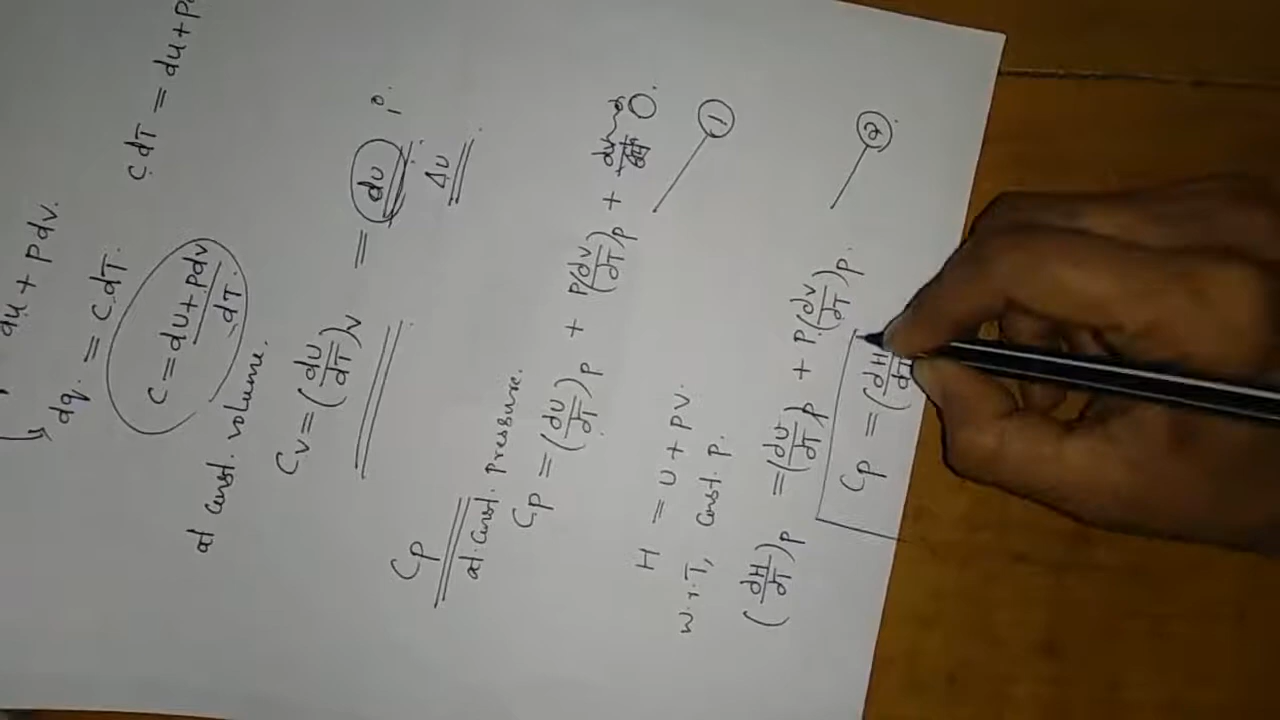 du + Pdv.
dq. = C.dT. C dT = du + P
C = du + Pdv / dT.
at const. volume.
Cv = (dU/dT)v = dU
ΔU
Cp
at const. pressure.
Cp = (dU/dT)p + P(dV/dT)p + O.
①
H = U + PV
w.r.T, const P.
(dH/dT)p = (dU/dT)p + P(dV/dT)p. ②
Cp = (dH/dT